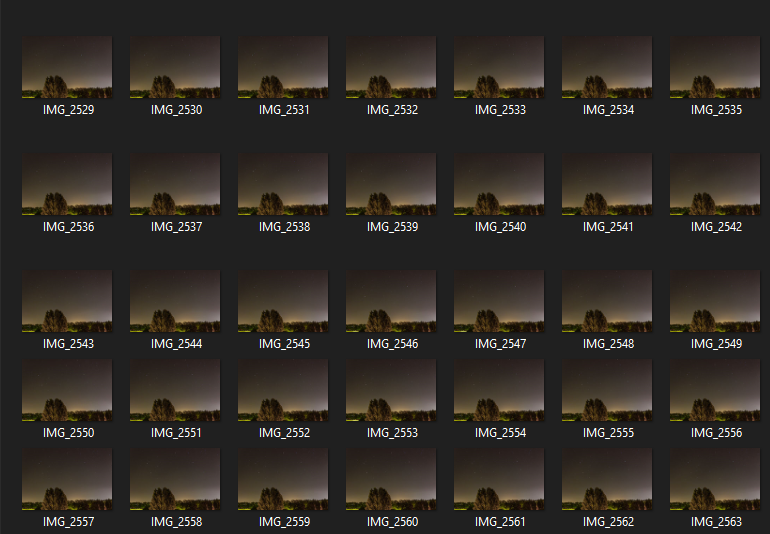 IMG_2529 IMG_2530 IMG_2531 IMG_2532 IMG_2533 IMG_2534 IMG_2535
IMG_2536 IMG_2537 IMG_2538 IMG_2539 IMG_2540 IMG_2541 IMG_2542
IMG_2543 IMG_2544 IMG_2545 IMG_2546 IMG_2547 IMG_2548 IMG_2549
IMG_2550 IMG_2551 IMG_2552 IMG_2553 IMG_2554 IMG_2555 IMG_2556
IMG_2557 IMG_2558 IMG_2559 IMG_2560 IMG_2561 IMG_2562 IMG_2563